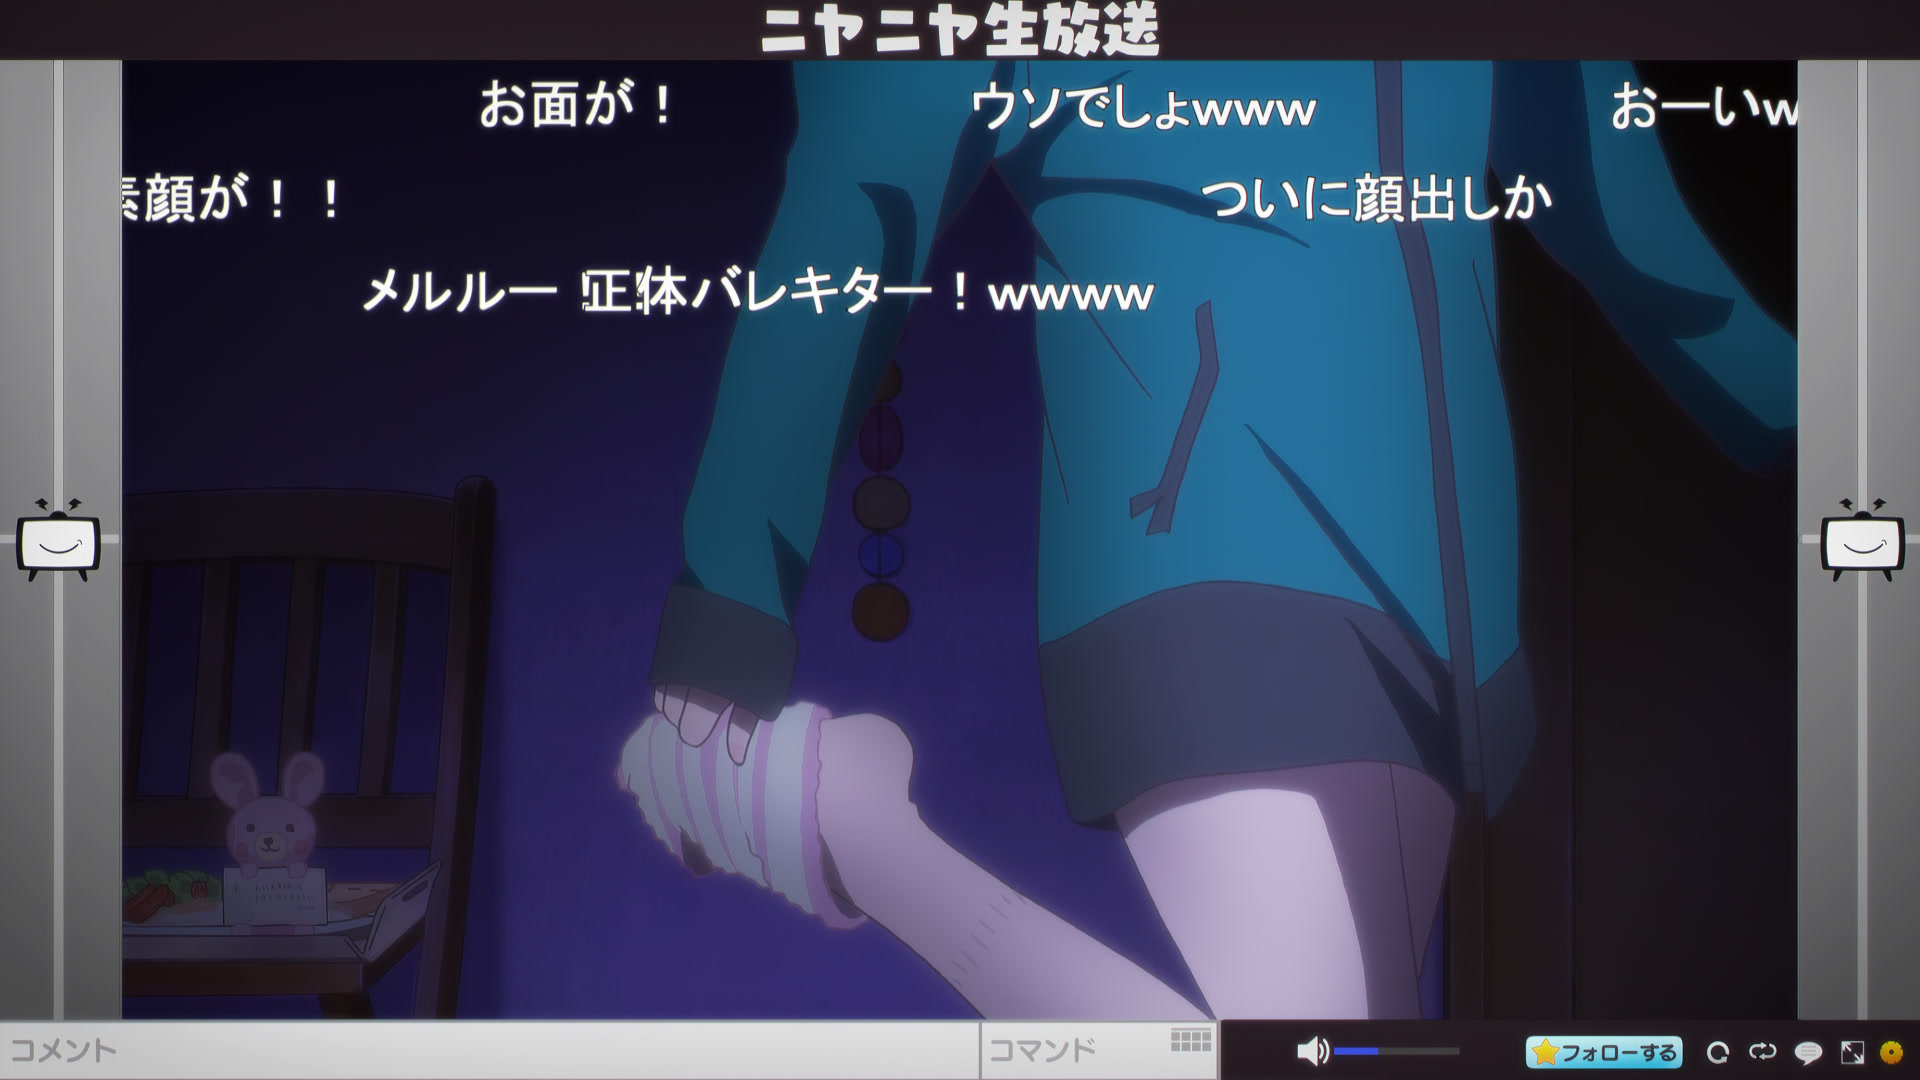 ニヤニヤ生放送
お面が！
ウソでしょwww
おーいw
素顔が！！
ついに顔出しか
メルルー
正体バレキター！wwww
コメント
コマンド
フォローする